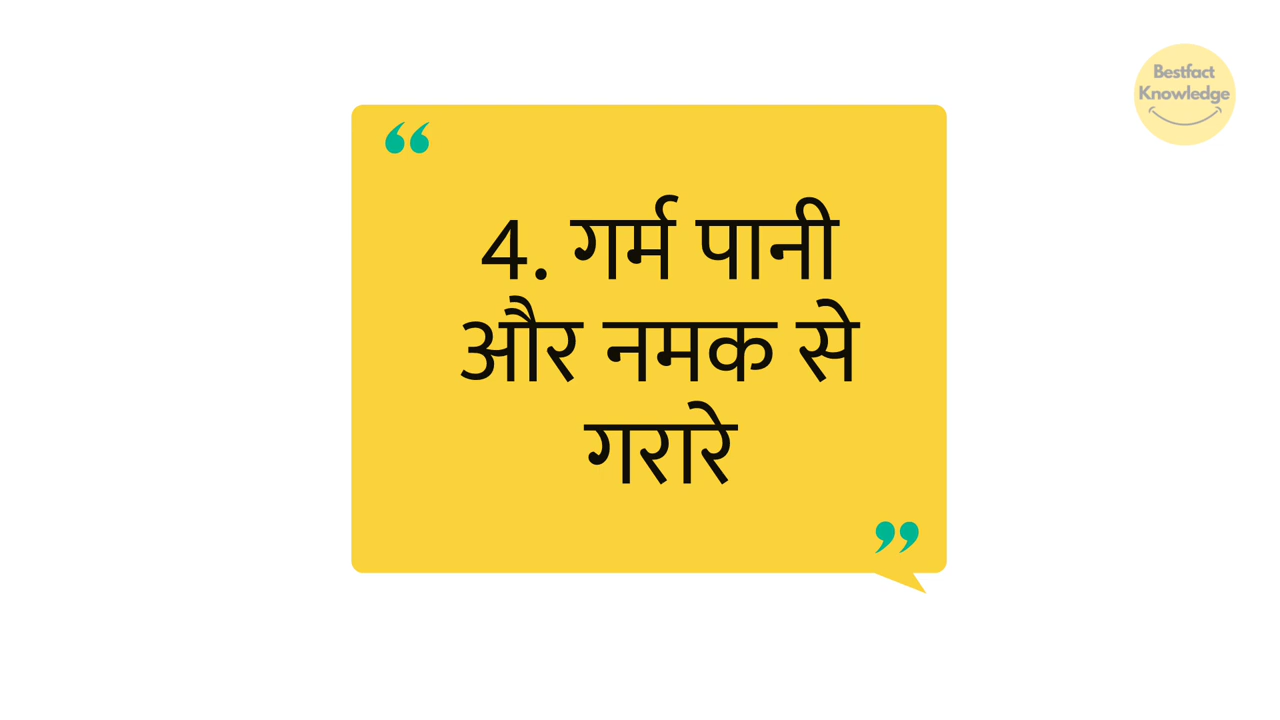 Bestfact
Knowledge
“
4. गर्म पानी
और नमक से
गरारे
”